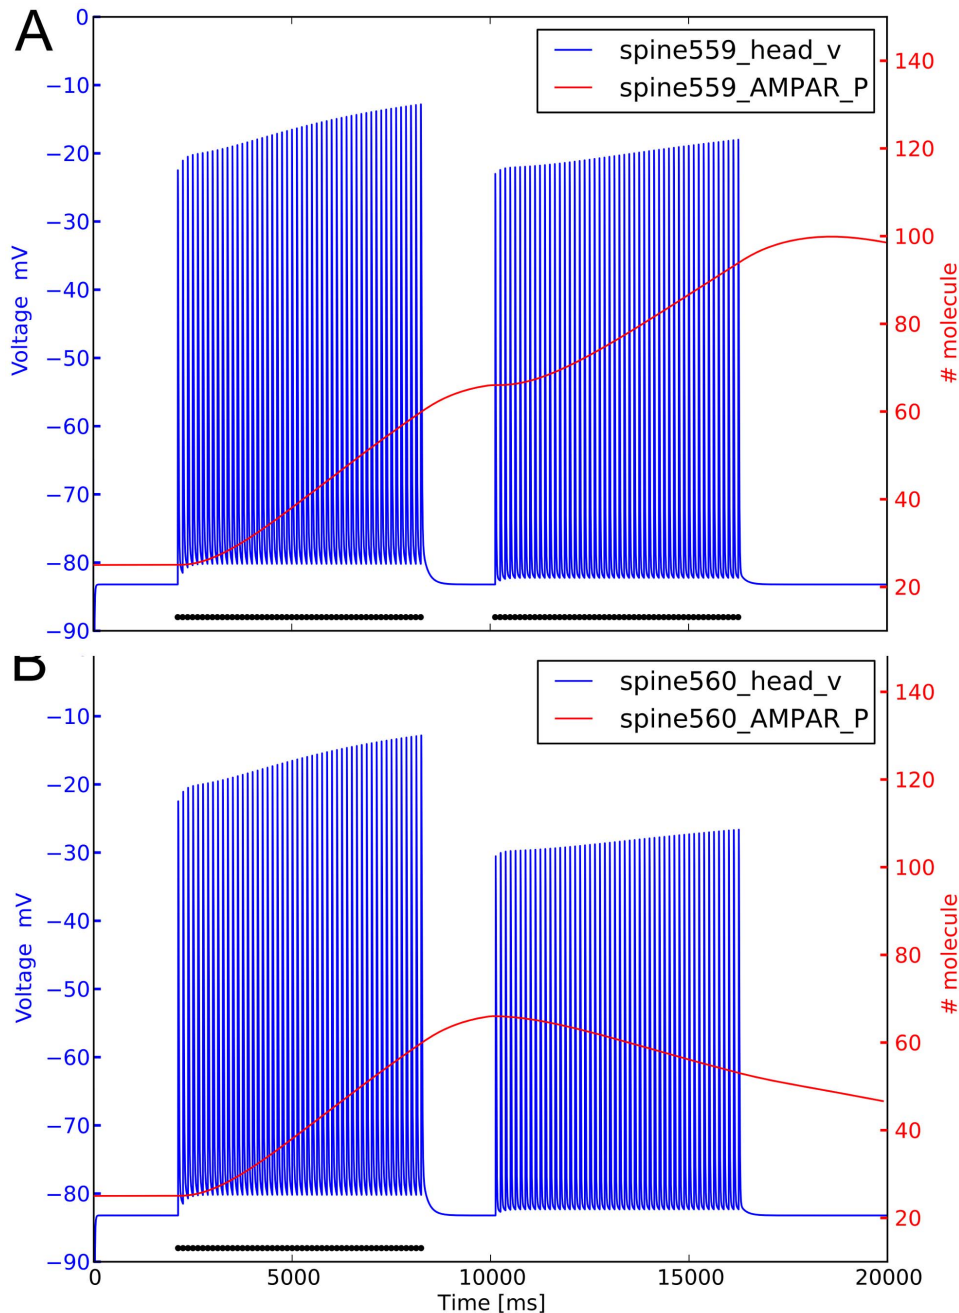 A
spine559_head_v
spine559_AMPAR_P
0
−10
−20
−30
−40
−50
−60
−70
−80
−90
Voltage mV
140
120
100
80
60
40
20
# molecule
B
spine560_head_v
spine560_AMPAR_P
−10
−20
−30
−40
−50
−60
−70
−80
−90
Voltage mV
140
120
100
80
60
40
20
# molecule
0 5000 10000 15000 20000
Time [ms]